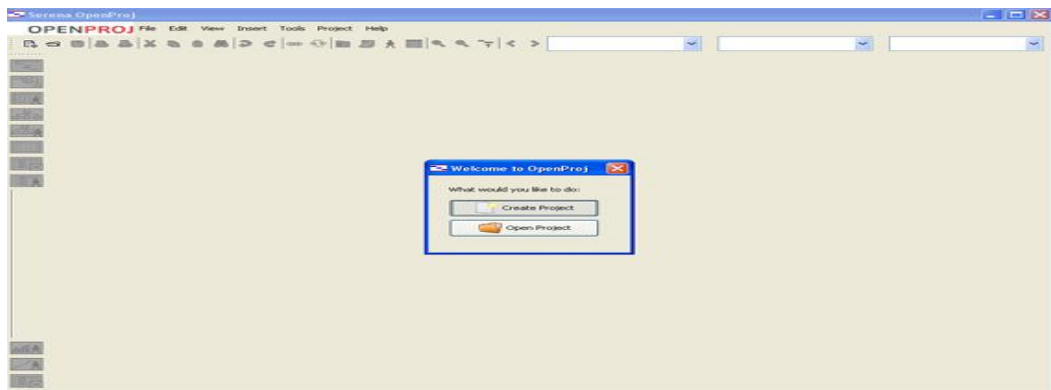 Serena OpenProj
OPENPROJ File Edit View Insert Tools Project Help
Welcome to OpenProj
What would you like to do:
Create Project
Open Project